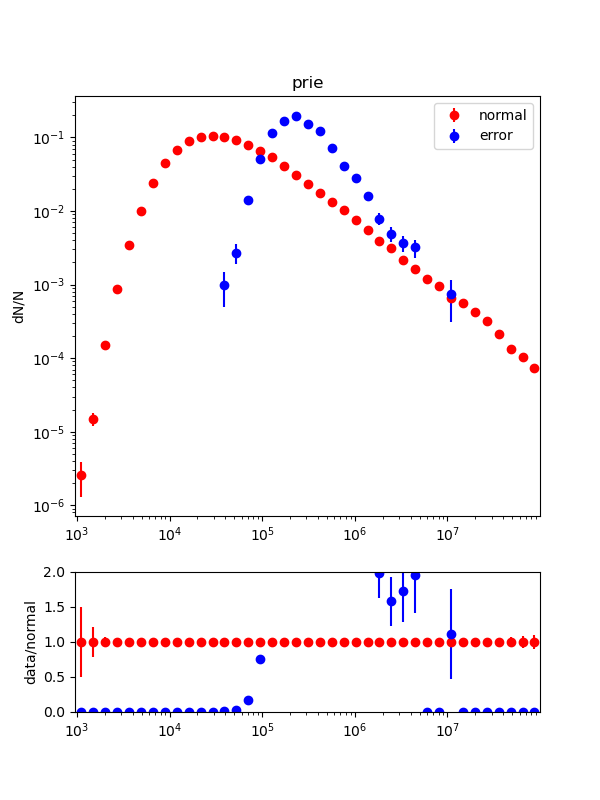 prie
dN/N
normal
error
10⁻¹
10⁻²
10⁻³
10⁻⁴
10⁻⁵
10⁻⁶
10³ 10⁴ 10⁵ 10⁶ 10⁷
data/normal
2.0
1.5
1.0
0.5
0.0
10³ 10⁴ 10⁵ 10⁶ 10⁷